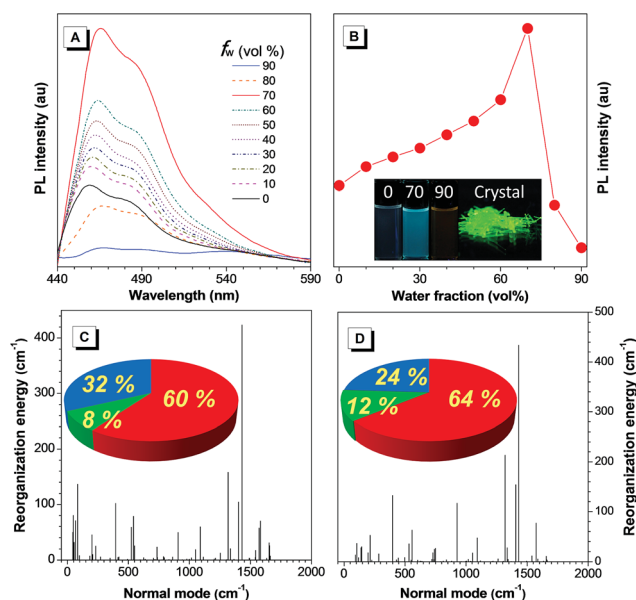 A
fw (vol %)
90
80
70
60
50
40
30
20
10
0
PL intensity (au)
440 490 540 590
Wavelength (nm)
B
0 70 90 Crystal
PL intensity (au)
0 30 60 90
Water fraction (vol%)
C
32 %
60 %
8 %
Reorganization energy (cm-1)
400
300
200
100
0
0 500 1000 1500 2000
Normal mode (cm-1)
D
24 %
12 %
64 %
Reorganization energy (cm-1)
500
400
300
200
100
0
0 500 1000 1500 2000
Normal mode (cm-1)